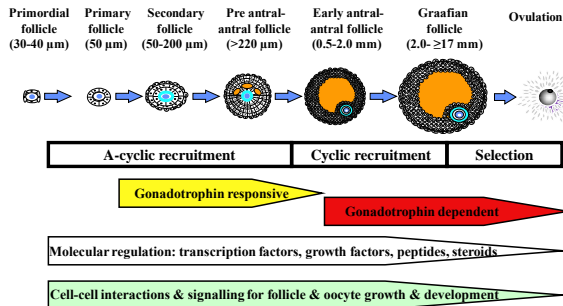 Primordial
follicle
(30-40 µm)
Primary
follicle
(50 µm)
Secondary
follicle
(50-200 µm)
Pre antral-
antral follicle
(>220 µm)
Early antral-
antral follicle
(0.5-2.0 mm)
Graafian
follicle
(2.0- ≥17 mm)
Ovulation
A-cyclic recruitment
Cyclic recruitment
Selection
Gonadotrophin responsive
Gonadotrophin dependent
Molecular regulation: transcription factors, growth factors, peptides, steroids
Cell-cell interactions & signalling for follicle & oocyte growth & development